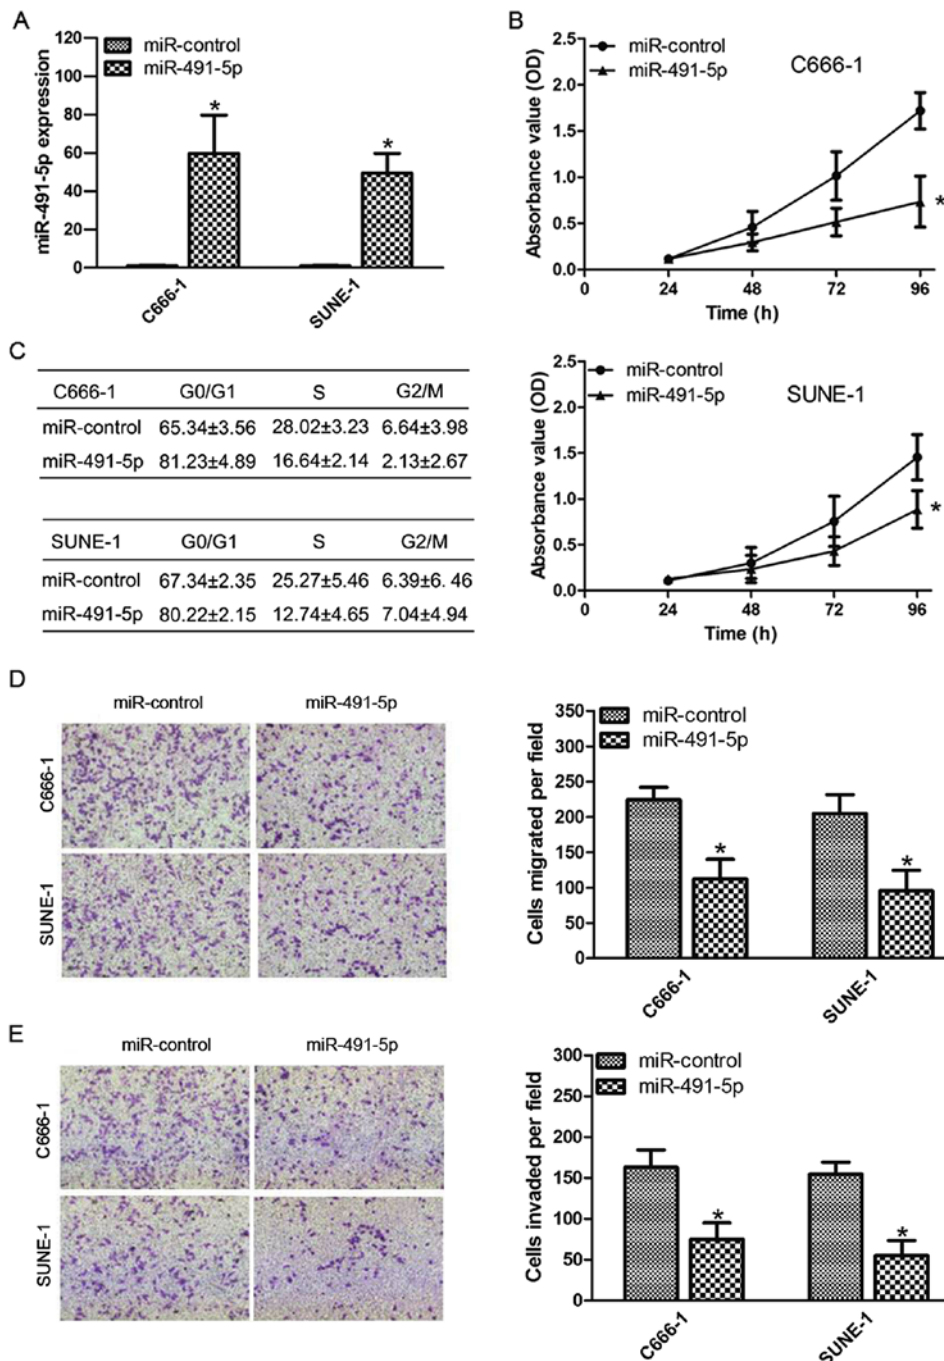 A
120
100
80
60
40
20
0
miR-491-5p expression
miR-control
miR-491-5p
*
*
C666-1
SUNE-1
B
2.5
2.0
1.5
1.0
0.5
0.0
Absorbance value (OD)
miR-control
miR-491-5p
C666-1
*
0 24 48 72 96
Time (h)
2.5
2.0
1.5
1.0
0.5
0.0
Absorbance value (OD)
miR-control
miR-491-5p
SUNE-1
*
0 24 48 72 96
Time (h)
C
C666-1 G0/G1 S G2/M
miR-control 65.34±3.56 28.02±3.23 6.64±3.98
miR-491-5p 81.23±4.89 16.64±2.14 2.13±2.67
SUNE-1 G0/G1 S G2/M
miR-control 67.34±2.35 25.27±5.46 6.39±6. 46
miR-491-5p 80.22±2.15 12.74±4.65 7.04±4.94
D
miR-control miR-491-5p
C666-1
SUNE-1
350
300
250
200
150
100
50
0
Cells migrated per field
miR-control
miR-491-5p
*
*
C666-1
SUNE-1
E
miR-control miR-491-5p
C666-1
SUNE-1
300
250
200
150
100
50
0
Cells invaded per field
miR-control
miR-491-5p
*
*
C666-1
SUNE-1